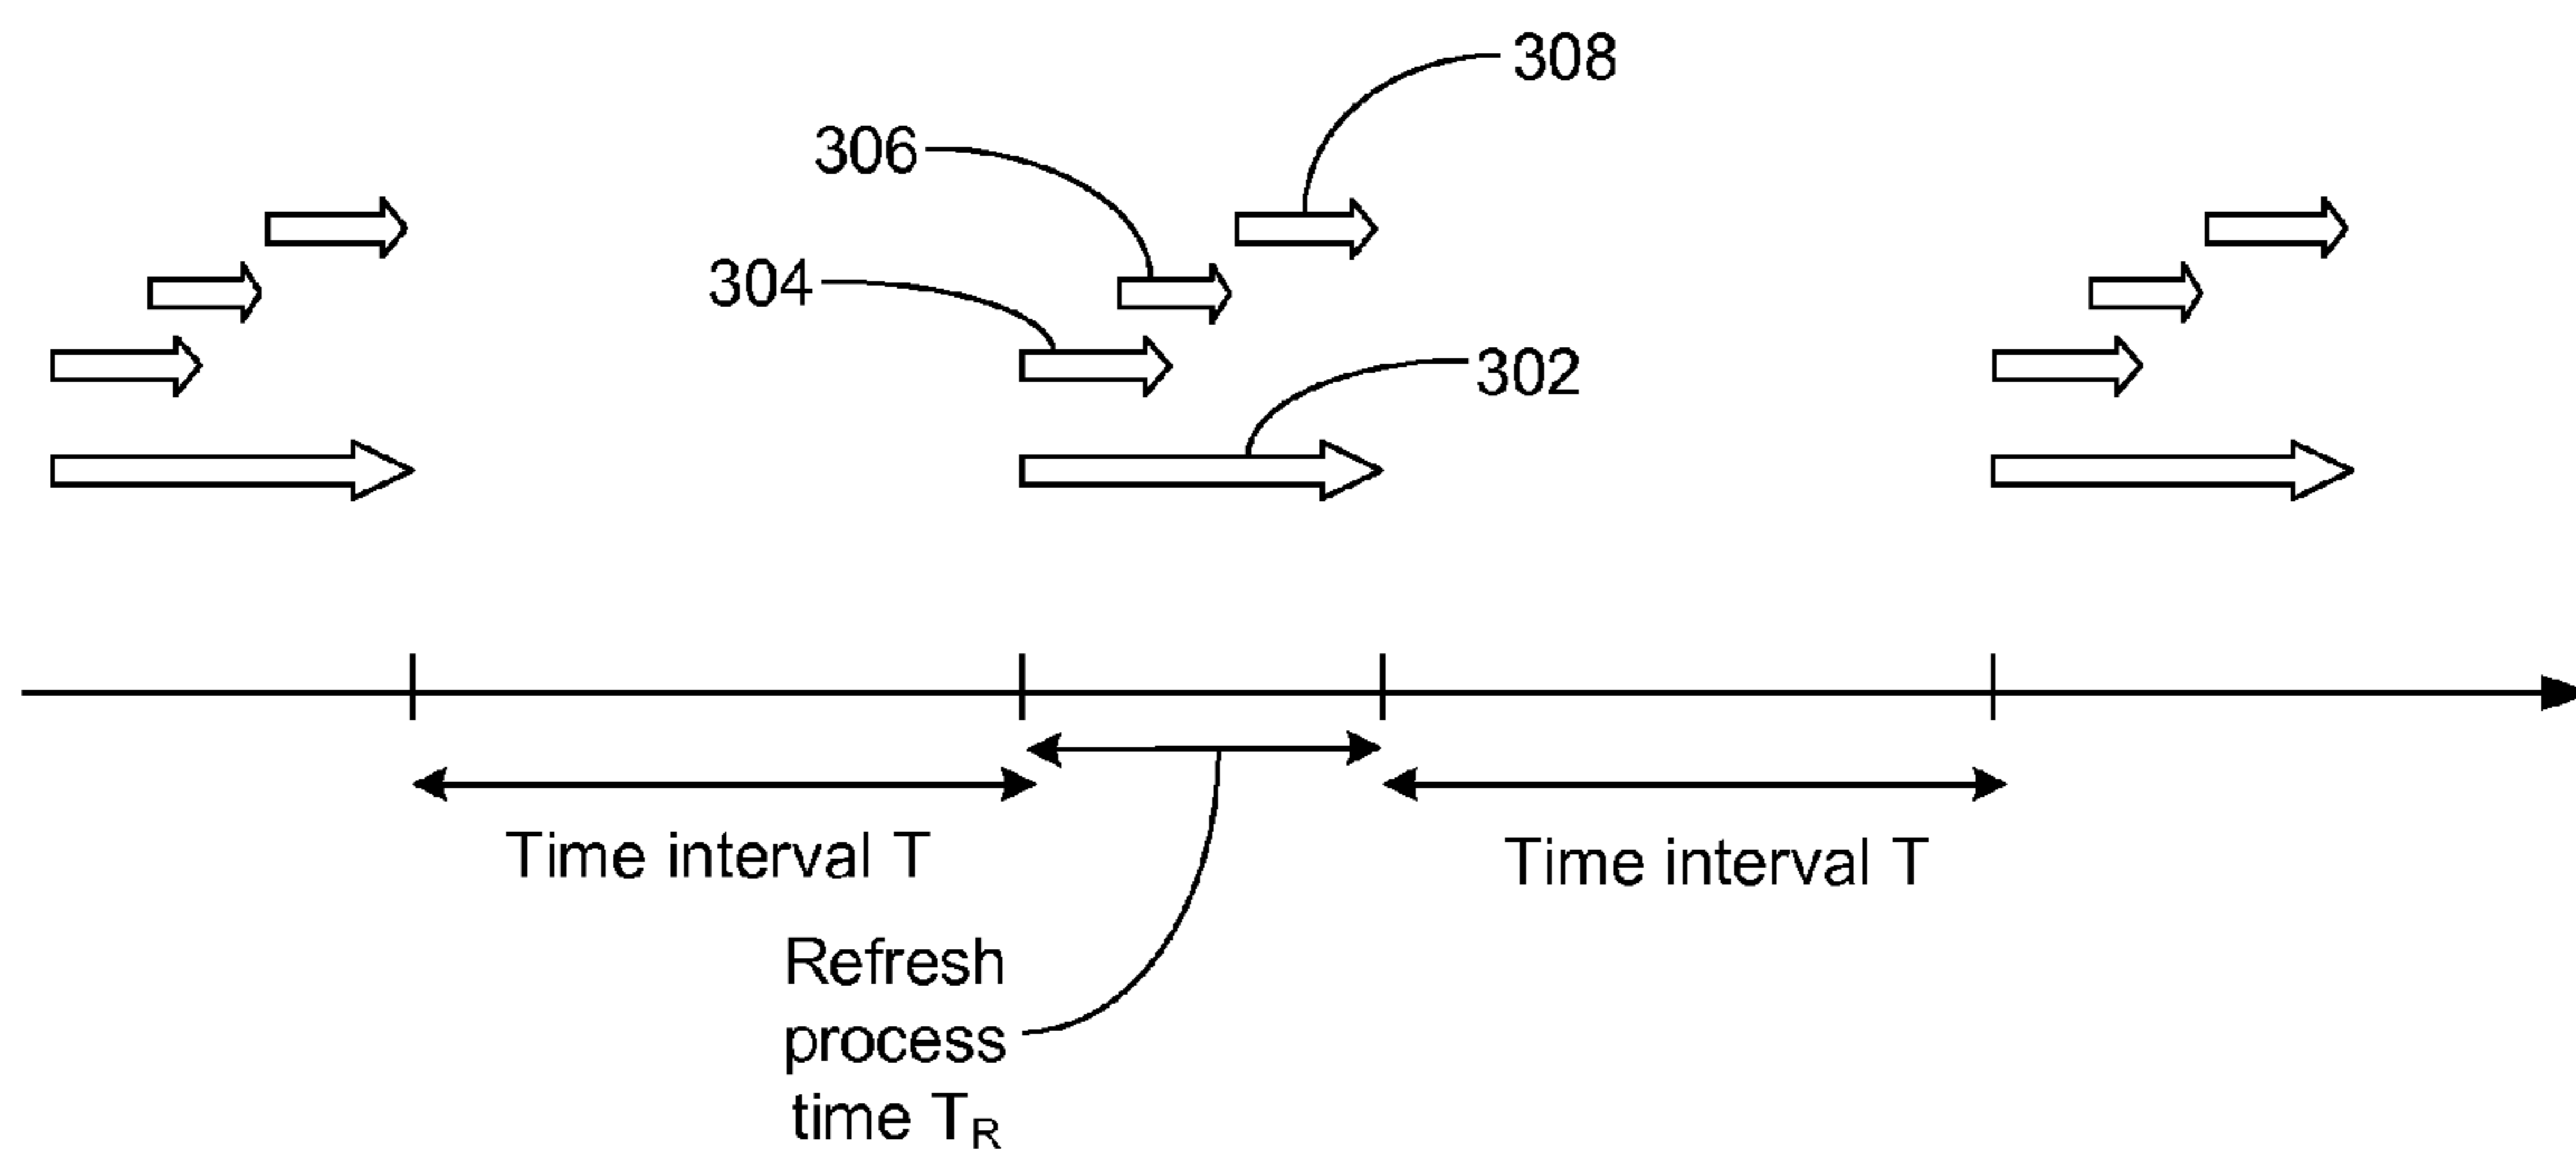 308
306
304
302
Time interval T
Time interval T
Refresh
process
time TR